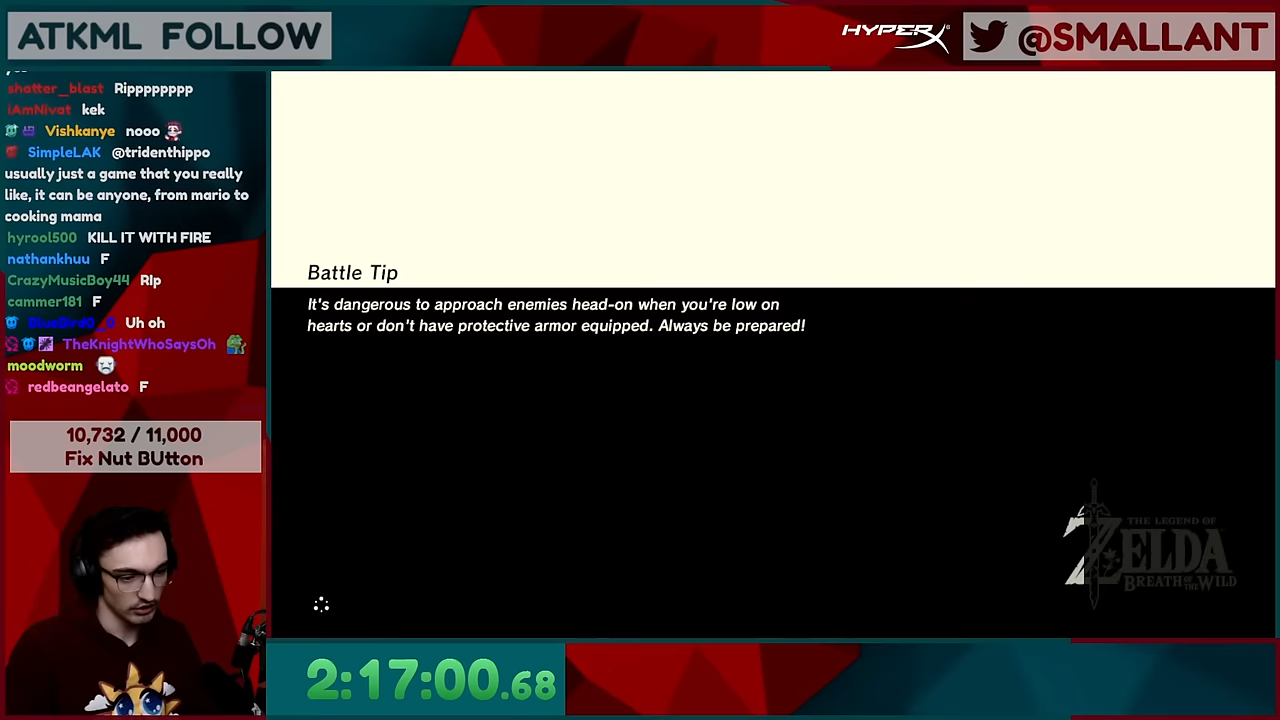 ATKML FOLLOW
HYPERX
@SMALLANT
shatter_blast Ripppppppp
iAmNivat kek
Vishkanye nooo
SimpleLAK @tridenthippo
usually just a game that you really
like, it can be anyone, from mario to
cooking mama
hyrool500 KILL IT WITH FIRE
nathankhuu F
CrazyMusicBoy44 RIp
cammer181 F
BlueBird0_9 Uh oh
TheKnightWhoSaysOh
moodworm
redbeangelato F
10,732 / 11,000
Fix Nut BUtton
Battle Tip
It's dangerous to approach enemies head-on when you're low on
hearts or don't have protective armor equipped. Always be prepared!
THE LEGEND OF
ZELDA
BREATH OF THE WILD
2:17:00.68